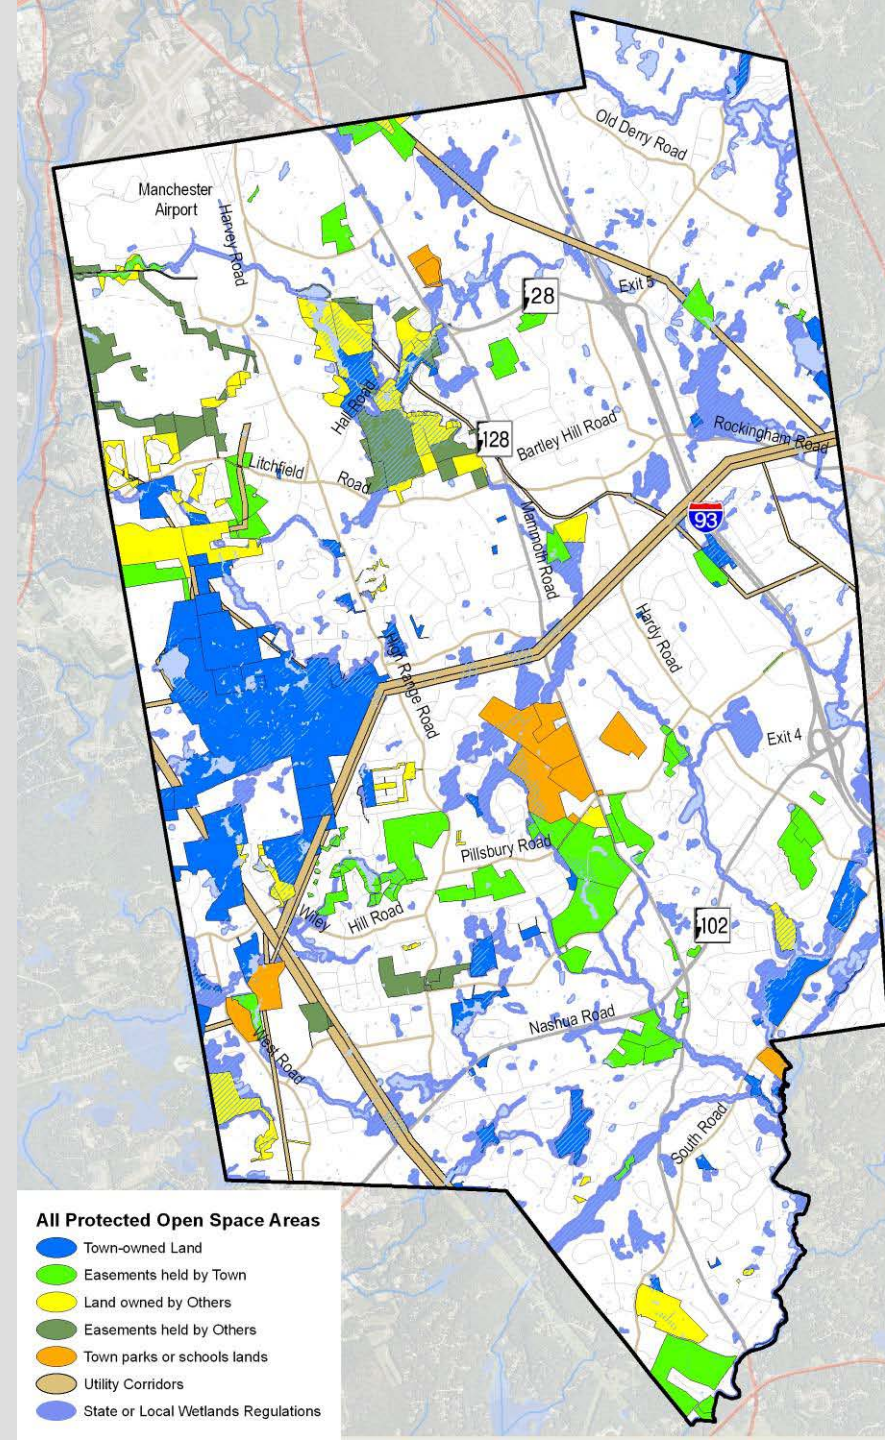 Old Derry Road
Manchester
Airport
Harvey Road
Exit 5
28
Hall Road
128
Bartley Hill Road
Rockingham Road
Litchfield
Road
93
Mammoth Road
Hardy Road
High Range Road
Exit 4
Pillsbury Road
Wiley
Hill Road
102
Nashua Road
West Road
South Road
All Protected Open Space Areas
Town-owned Land
Easements held by Town
Land owned by Others
Easements held by Others
Town parks or schools lands
Utility Corridors
State or Local Wetlands Regulations